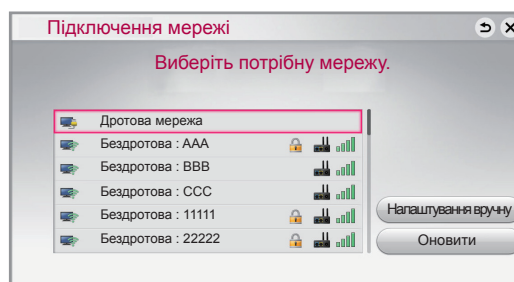 Підключення мережі
Виберіть потрібну мережу.
Дротова мережа
Бездротова : AAA
Бездротова : BBB
Бездротова : CCC
Бездротова : 11111
Бездротова : 22222
Налаштування вручну
Оновити